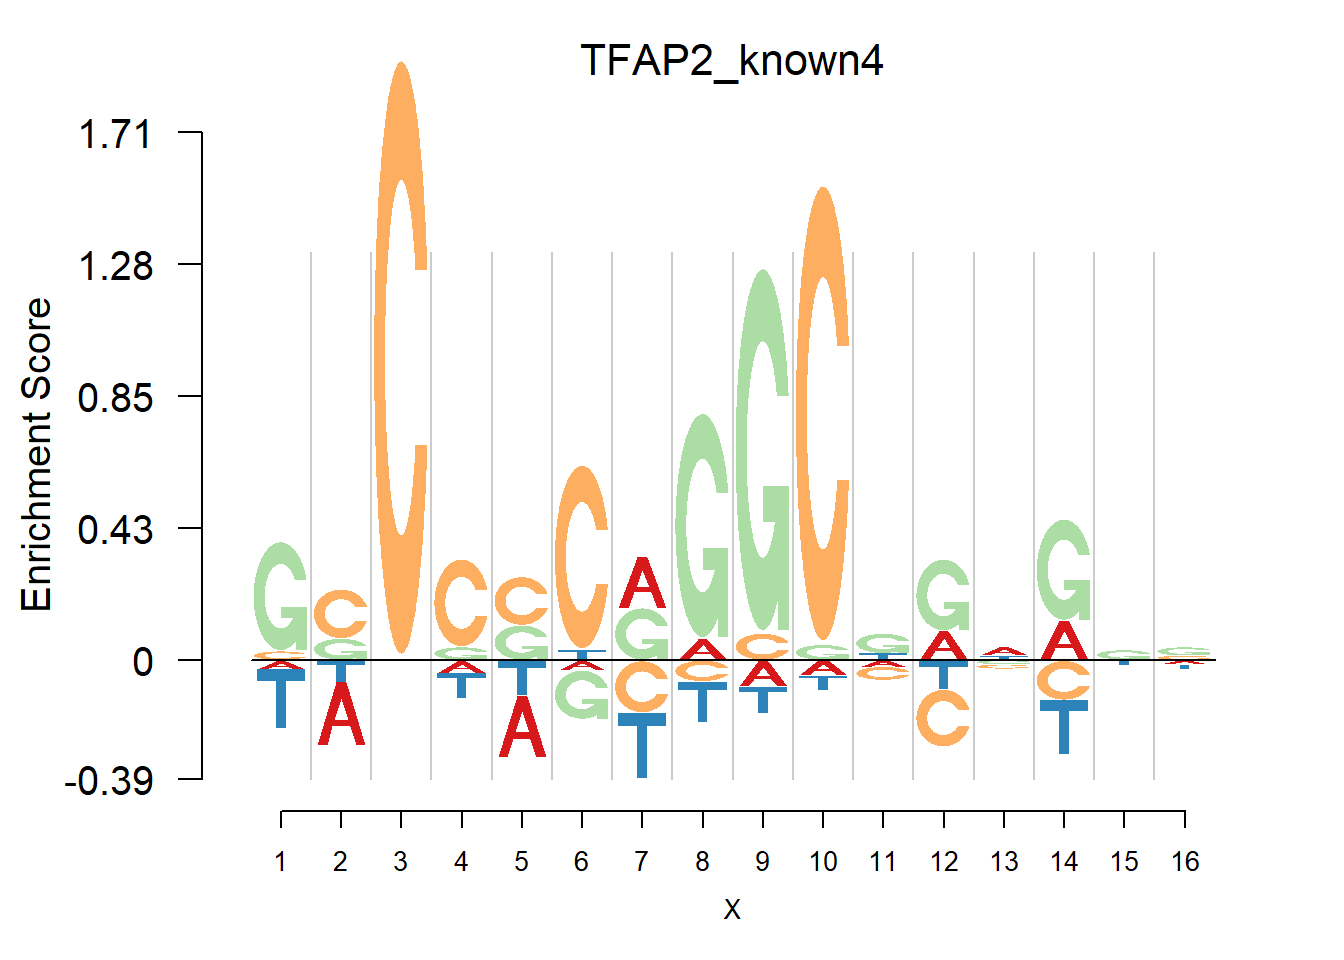 TFAP2_known4
Enrichment Score
1.71
1.28
0.85
0.43
0
-0.39
G C C C C C A G G C G G A G G G
C G G G T G A C G G A T A T C
A T A T A C C A A T T C C T A
T A T A G T T T T C C T T
1 2 3 4 5 6 7 8 9 10 11 12 13 14 15 16
X